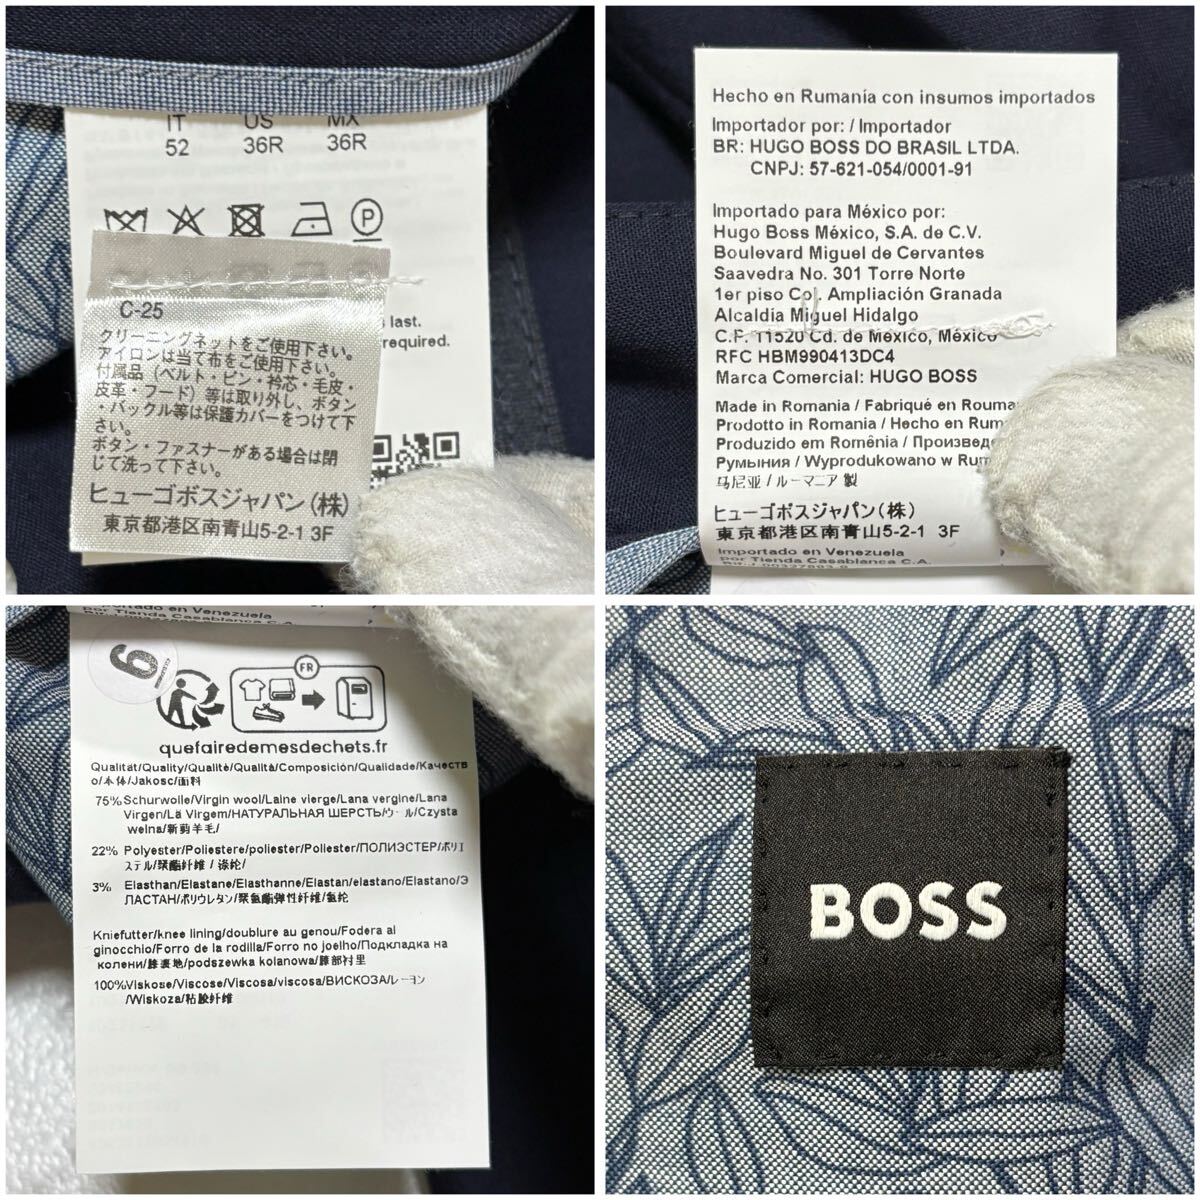 IT US MX
52 36R 36R
P
s last.
required.
C-25
クリーニングネットをご使用下さい。
アイロンは当て布をご使用下さい。
付属品（ベルト・ピン・衿芯・毛皮・
皮革・フード）等は取り外し、ボタン
・バックル等は保護カバーをつけて下
さい。
ボタン・ファスナーがある場合は閉
じて洗って下さい。
ヒューゴボスジャパン（株）
東京都港区南青山5-2-1 3F
Hecho en Rumanía con insumos importados
Importador por: / Importador
BR: HUGO BOSS DO BRASIL LTDA.
CNPJ: 57-621-054/0001-91
Importado para México por:
Hugo Boss México, S.A. de C.V.
Boulevard Miguel de Cervantes
Saavedra No. 301 Torre Norte
1er piso Col. Ampliación Granada
Alcaldía Miguel Hidalgo
C.P. 11520 Cd. de México, México
RFC HBM990413DC4
Marca Comercial: HUGO BOSS
Made in Romania / Fabriqué en Rouma
Prodotto in Romania / Hecho en Rum
Produzido em Romênia / Произведе
Румыния / Wyprodukowano w Rum
马尼亚 / ルーマニア 製
ヒューゴボスジャパン（株）
東京都港区南青山5-2-1 3F
Importado en Venezuela
por Tienda Casablanca C.A.
importado en Venezuela
por Tienda Casablanca C.A.
9
FR
quefairedemesdechets.fr
Qualität/Quality/Qualité/Qualità/Composición/Qualidade/Качеств
о/本体/Jakosc/面料
75% Schurwolle/Virgin wool/Laine vierge/Lana vergine/Lana
Virgen/Lã Virgem/НАТУРАЛЬНАЯ ШЕРСТЬ/ウール/Czysta
welna/新剪羊毛/
22% Polyester/Poliestere/poliester/Poliester/ПОЛИЭСТЕР/ポリエ
ステル/聚酯纤维 / 涤纶/
3% Elasthan/Elastane/Elasthanne/Elastan/elastano/Elastano/Э
ЛАСТАН/ポリウレタン/聚氨酯弹性纤维/氨纶
Kniefutter/knee lining/doublure au genou/Fodera al
ginocchio/Forro de la rodilla/Forro no joelho/Подкладка на
колени/膝裏地/podszewka kolanowa/膝部衬里
100% Viskose/Viscose/Viscosa/viscosa/ВИСКОЗА/レーヨン
/Wiskoza/粘胶纤维
BOSS